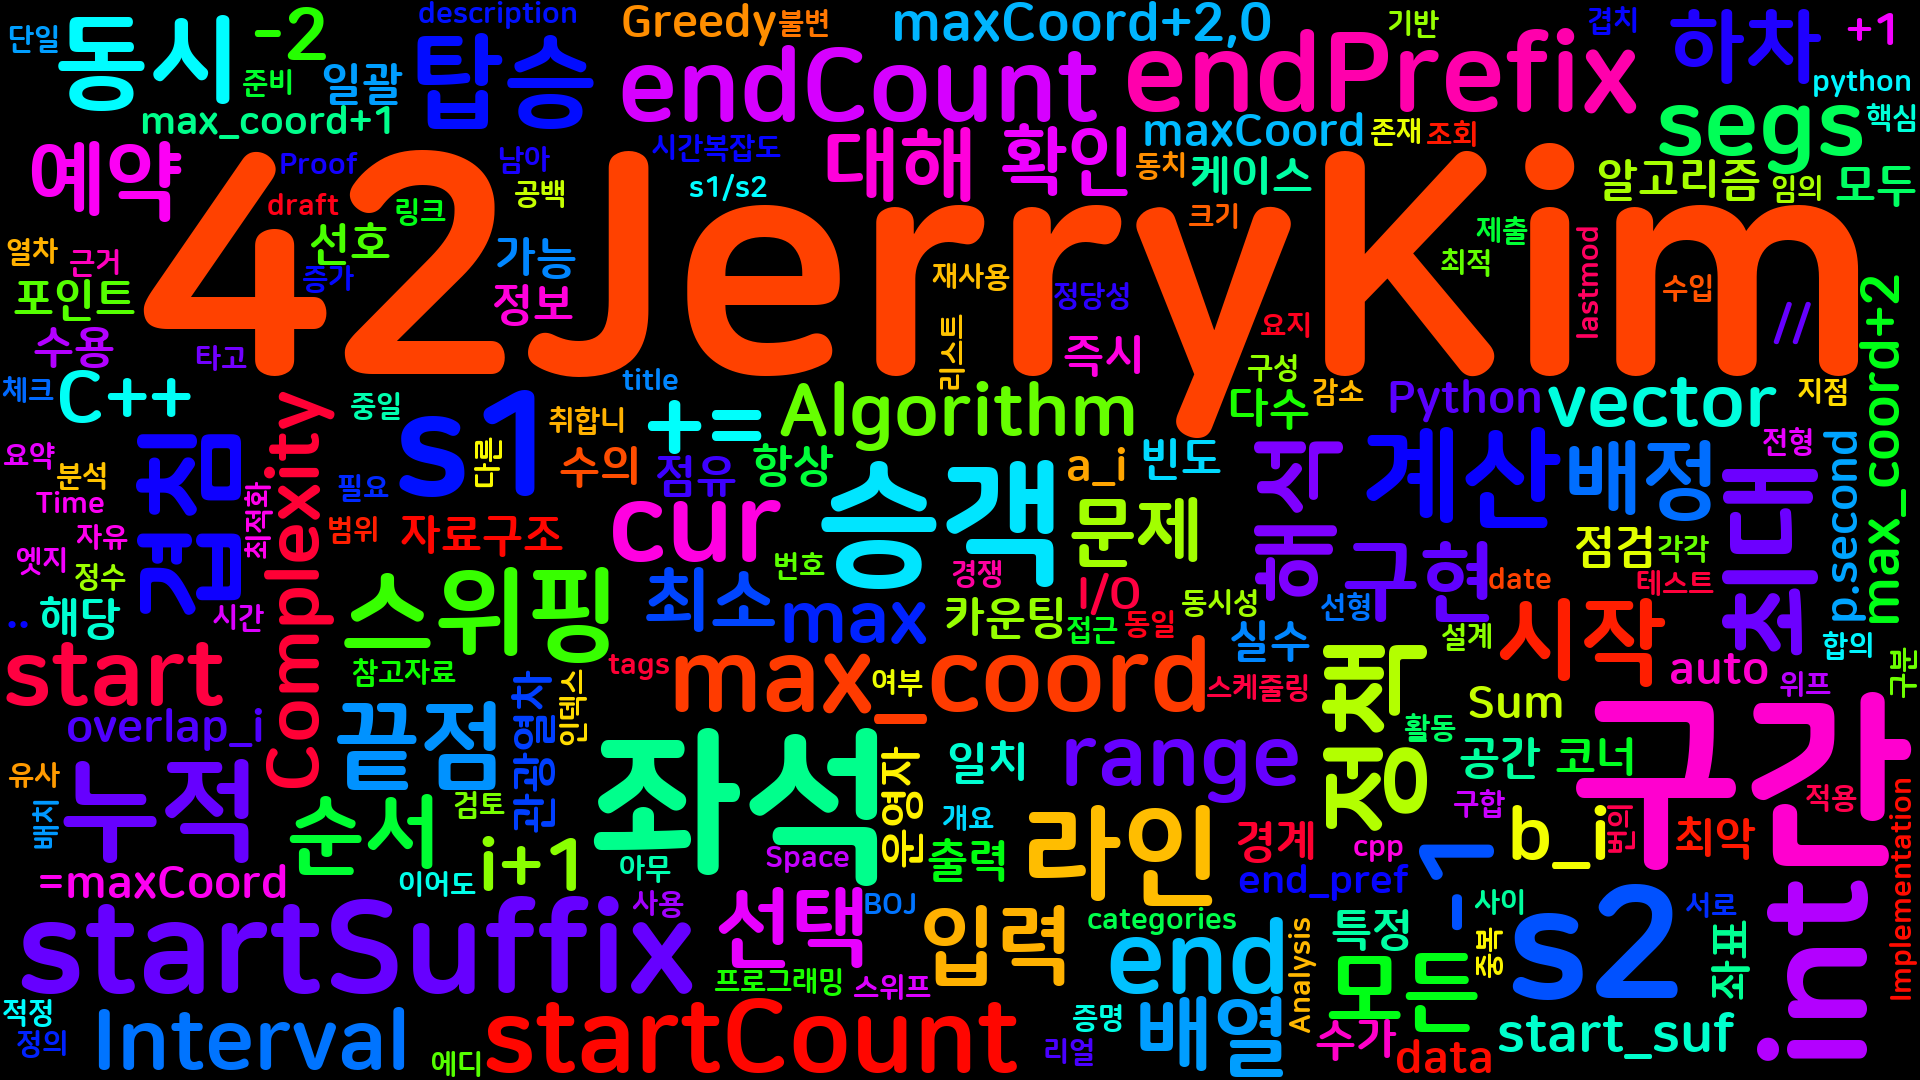 단일
동시
-2
description
Greedy
불변
maxCoord+2,0
기반
겹치
하차
+1
준비
일괄
탑승
endCount
endPrefix
python
max_coord+1
segs
핵심
예약
Proof
남아
시간복잡도
대해 확인
maxCoord
존재
조회
동치
케이스
알고리즘
임의
모두
draft
링크
공백
s1/s2
42JerryKim
크기
제출
lastmod
열차
근거
선호
가능
증가
정보
재사용
정당성
최적
수입
max_coord+2
포인트
수용
타고
리스트
즉시
요지
구성
//
체크
C++
중일
title
취합니
+=
Algorithm
다수
감소
Python
vector
지점
요약
분석
Time
겹침
Complexity
최적화
s1
다른
필요
수의
점유
항상
a_i
빈도
해석
계산
배정
최대
전형
p.second
자유
엣지
정수
범위
자료구조
cur
승객
문제
구현
점검
각각
번호
경쟁
I/O
date
테스트
..
해당
시간
스위핑
최소
max
카운팅
접근
동일
동시성
실수
선형
설계
시작
합의
start
참고자료
tags
max_coord
여부
스케줄링
정책
auto
위프
구분
overlap_i
끝점
관광열차
인덱스
좌석
운영자
일치
range
활동
Sum
공간
코너
구간
유사
배치
누적
순서
검토
i+1
아무
Space
개요
출력
라인
경계
cpp
구합
-1
b_i
번의
최악
적용
Implementation
=maxCoord
이어도
startSuffix
사용
선택
BOJ
입력
end_pref
categories
end
Analysis
특정
사이
중복
s2
서로
좌표
int
프로그래밍
스위프
모든
적정
정의
Interval
에디
startCount
리얼
증명
배열
수가
data
start_suf